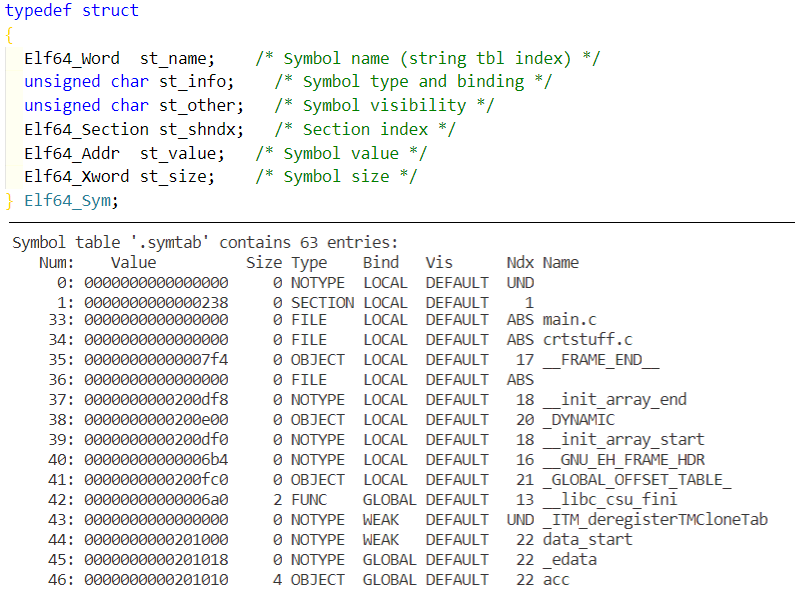 typedef struct
{
Elf64_Word st_name; /* Symbol name (string tbl index) */
unsigned char st_info; /* Symbol type and binding */
unsigned char st_other; /* Symbol visibility */
Elf64_Section st_shndx; /* Section index */
Elf64_Addr st_value; /* Symbol value */
Elf64_Xword st_size; /* Symbol size */
} Elf64_Sym;
Symbol table '.symtab' contains 63 entries:
Num: Value Size Type Bind Vis Ndx Name
0: 0000000000000000 0 NOTYPE LOCAL DEFAULT UND
1: 0000000000000238 0 SECTION LOCAL DEFAULT 1
33: 0000000000000000 0 FILE LOCAL DEFAULT ABS main.c
34: 0000000000000000 0 FILE LOCAL DEFAULT ABS crtstuff.c
35: 00000000000007f4 0 OBJECT LOCAL DEFAULT 17 __FRAME_END__
36: 0000000000000000 0 FILE LOCAL DEFAULT ABS
37: 0000000000200df8 0 NOTYPE LOCAL DEFAULT 18 __init_array_end
38: 0000000000200e00 0 OBJECT LOCAL DEFAULT 20 _DYNAMIC
39: 0000000000200df0 0 NOTYPE LOCAL DEFAULT 18 __init_array_start
40: 00000000000006b4 0 NOTYPE LOCAL DEFAULT 16 __GNU_EH_FRAME_HDR
41: 0000000000200fc0 0 OBJECT LOCAL DEFAULT 21 _GLOBAL_OFFSET_TABLE_
42: 00000000000006a0 2 FUNC GLOBAL DEFAULT 13 __libc_csu_fini
43: 0000000000000000 0 NOTYPE WEAK DEFAULT UND _ITM_deregisterTMCloneTab
44: 0000000000201000 0 NOTYPE WEAK DEFAULT 22 data_start
45: 0000000000201018 0 NOTYPE GLOBAL DEFAULT 22 _edata
46: 0000000000201010 4 OBJECT GLOBAL DEFAULT 22 acc